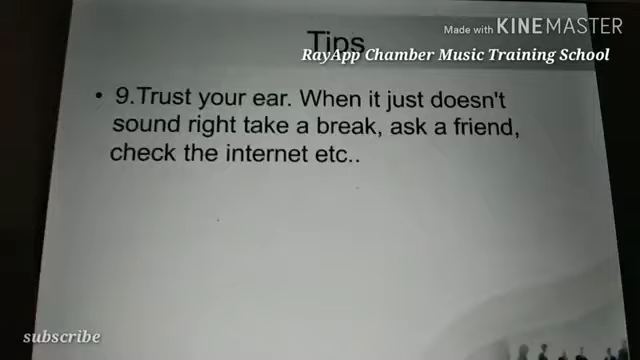 Made with KINEMASTER
Tips
RayApp Chamber Music Training School
• 9.Trust your ear. When it just doesn't
sound right take a break, ask a friend,
check the internet etc..
subscribe